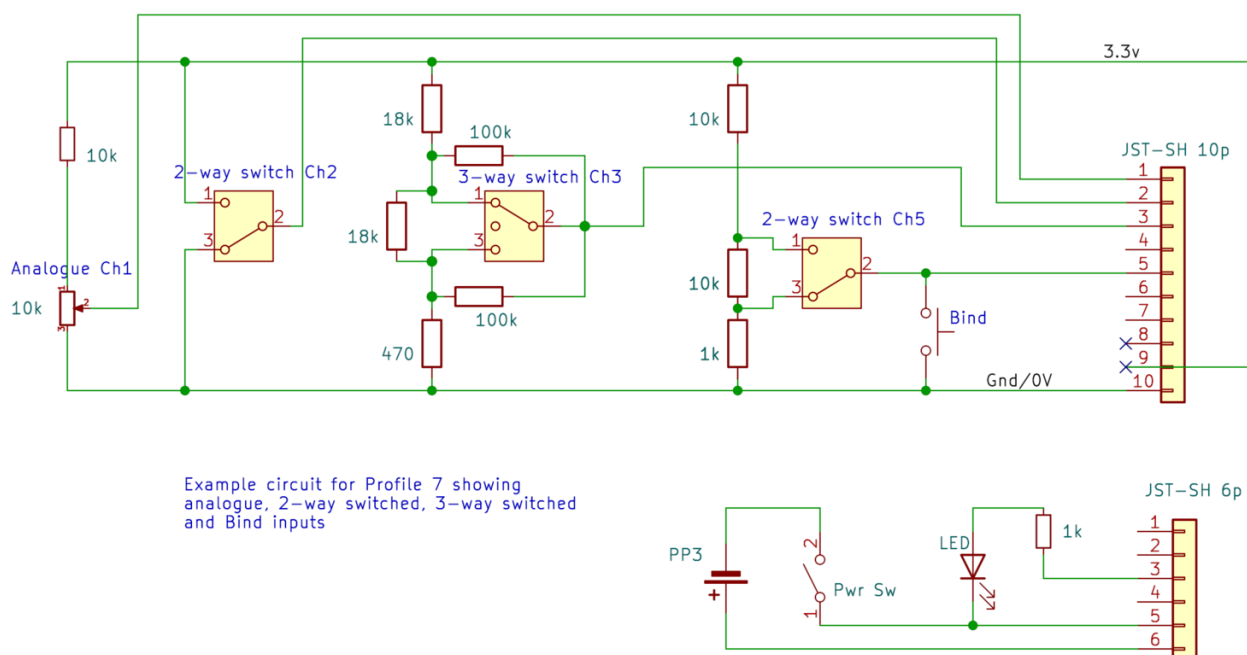 3.3v
18k
10k
100k
10k
JST-SH 10p
1
2-way switch Ch2
3-way switch Ch3
1
2
3
1
2
3
18k
2-way switch Ch5
2
3
4
1
2
3
5
Analogue Ch1
10k
1
2
3
10k
6
100k
Bind
7
470
1k
8
9
Gnd/0V
10
Example circuit for Profile 7 showing
analogue, 2-way switched, 3-way switched
and Bind inputs
JST-SH 6p
1
2
3
4
5
6
PP3
+
2
1
Pwr Sw
LED
1k